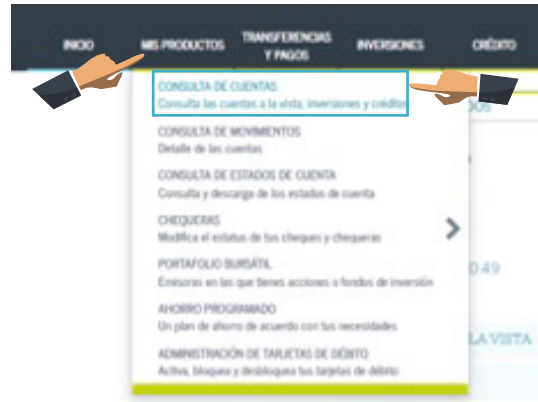 INICIO
MIS PRODUCTOS
TRANSFERENCIAS
Y PAGOS
INVERSIONES
CRÉDITO
CONSULTA DE CUENTAS
Consulta las cuentas a la vista, inversiones y créditos
CONSULTA DE MOVIMIENTOS
Detalle de las cuentas
CONSULTA DE ESTADOS DE CUENTA
Consulta y descarga de los estados de cuenta
CHEQUERAS
Modifica el estatus de tus cheques y chequeras
PORTAFOLIO BURSÁTIL
Emisoras en las que tienes acciones o fondos de inversión
AHORRO PROGRAMADO
Un plan de ahorro de acuerdo con tus necesidades
ADMINISTRACIÓN DE TARJETAS DE DÉBITO
Activa, bloquea y desbloquea tus tarjetas de débito
0.49
LA VISTA